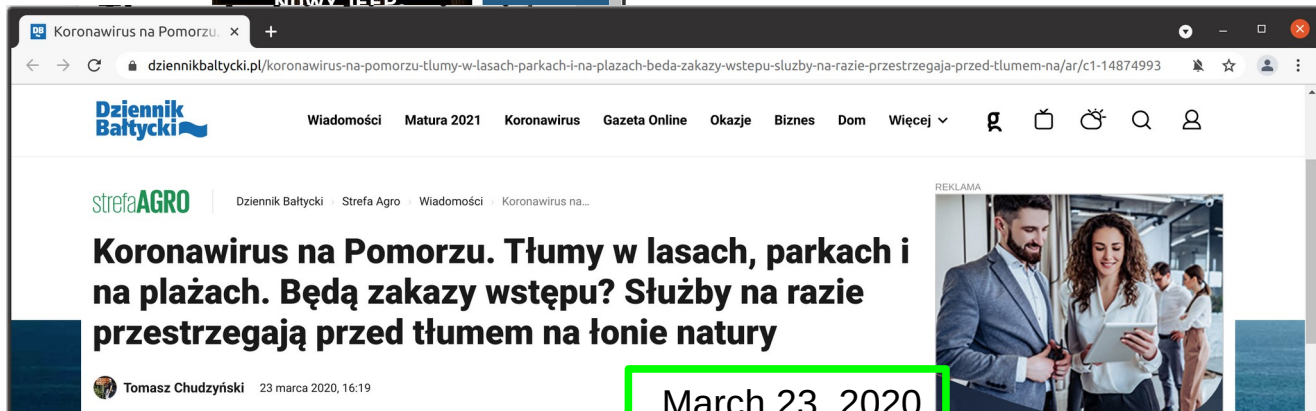 NOWY JEEP.
Koronawirus na Pomorzu.
dziennikbaltycki.pl/koronawirus-na-pomorzu-tlumy-w-lasach-parkach-i-na-plazach-beda-zakazy-wstepu-sluzby-na-razie-przestrzegaja-przed-tlumem-na/ar/c1-14874993
Dziennik
Bałtycki
Wiadomości Matura 2021 Koronawirus Gazeta Online Okazje Biznes Dom Więcej g
strefaAGRO Dziennik Bałtycki › Strefa Agro › Wiadomości › Koronawirus na…
REKLAMA
Koronawirus na Pomorzu. Tłumy w lasach, parkach i
na plażach. Będą zakazy wstępu? Służby na razie
przestrzegają przed tłumem na łonie natury
Tomasz Chudzyński 23 marca 2020, 16:19
March 23, 2020